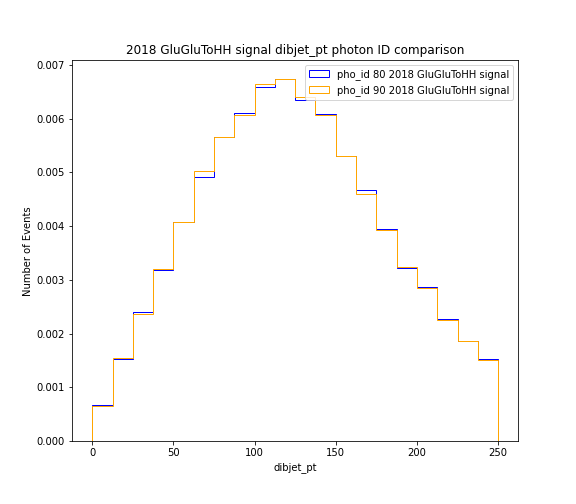 2018 GluGluToHH signal dibjet_pt photon ID comparison
pho_id 80 2018 GluGluToHH signal
pho_id 90 2018 GluGluToHH signal
Number of Events
0.007
0.006
0.005
0.004
0.003
0.002
0.001
0.000
0 50 100 150 200 250
dibjet_pt